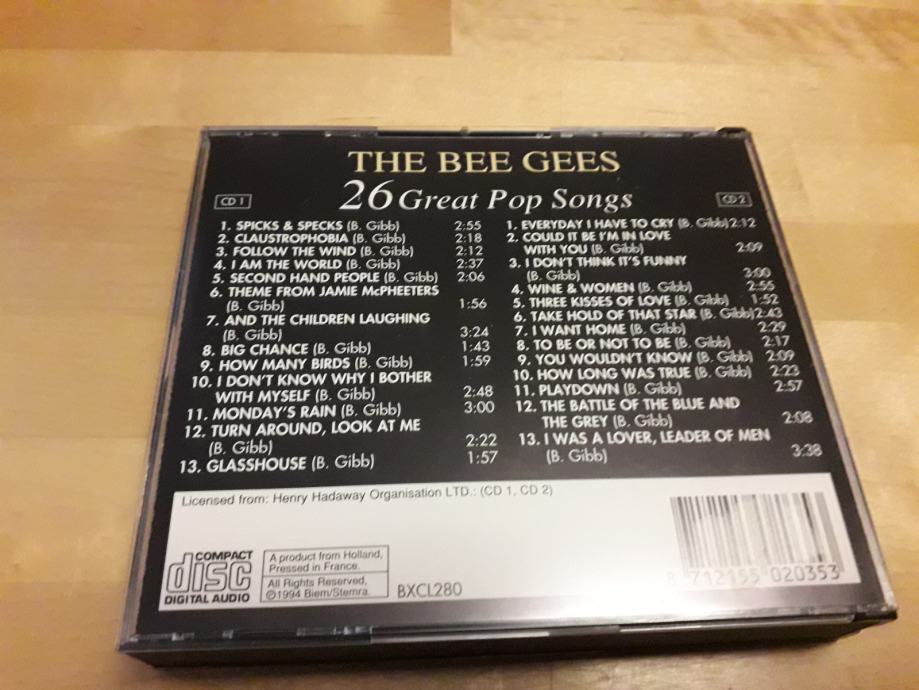 THE BEE GEES
26 Great Pop Songs
CD 1
1. SPICKS & SPECKS (B. Gibb) 2:55
2. CLAUSTROPHOBIA (B. Gibb) 2:18
3. FOLLOW THE WIND (B. Gibb) 2:12
4. I AM THE WORLD (B. Gibb) 2:37
5. SECOND HAND PEOPLE (B. Gibb) 2:06
6. THEME FROM JAMIE McPHEETERS
(B. Gibb) 1:56
7. AND THE CHILDREN LAUGHING
(B. Gibb) 3:24
8. BIG CHANCE (B. Gibb) 1:43
9. HOW MANY BIRDS (B. Gibb) 1:59
10. I DON'T KNOW WHY I BOTHER
WITH MYSELF (B. Gibb) 2:48
11. MONDAY'S RAIN (B. Gibb) 3:00
12. TURN AROUND, LOOK AT ME
(B. Gibb) 2:22
13. GLASSHOUSE (B. Gibb) 1:57
CD 2
1. EVERYDAY I HAVE TO CRY (B. Gibb) 2:12
2. COULD IT BE I'M IN LOVE
WITH YOU (B. Gibb) 2:09
3. I DON'T THINK IT'S FUNNY
(B. Gibb) 3:00
4. WINE & WOMEN (B. Gibb) 2:55
5. THREE KISSES OF LOVE (B. Gibb) 1:52
6. TAKE HOLD OF THAT STAR (B. Gibb) 2:43
7. I WANT HOME (B. Gibb) 2:29
8. TO BE OR NOT TO BE (B. Gibb) 2:17
9. YOU WOULDN'T KNOW (B. Gibb) 2:09
10. HOW LONG WAS TRUE (B. Gibb) 2:23
11. PLAYDOWN (B. Gibb) 2:57
12. THE BATTLE OF THE BLUE AND
THE GREY (B. Gibb) 2:08
13. I WAS A LOVER, LEADER OF MEN
(B. Gibb) 3:38
Licensed from: Henry Hadaway Organisation LTD.: (CD 1, CD 2)
COMPACT
disc
DIGITAL AUDIO
A product from Holland,
Pressed in France.
All Rights Reserved,
©1994 Biem/Stemra.
BXCL280
8 712155 020353